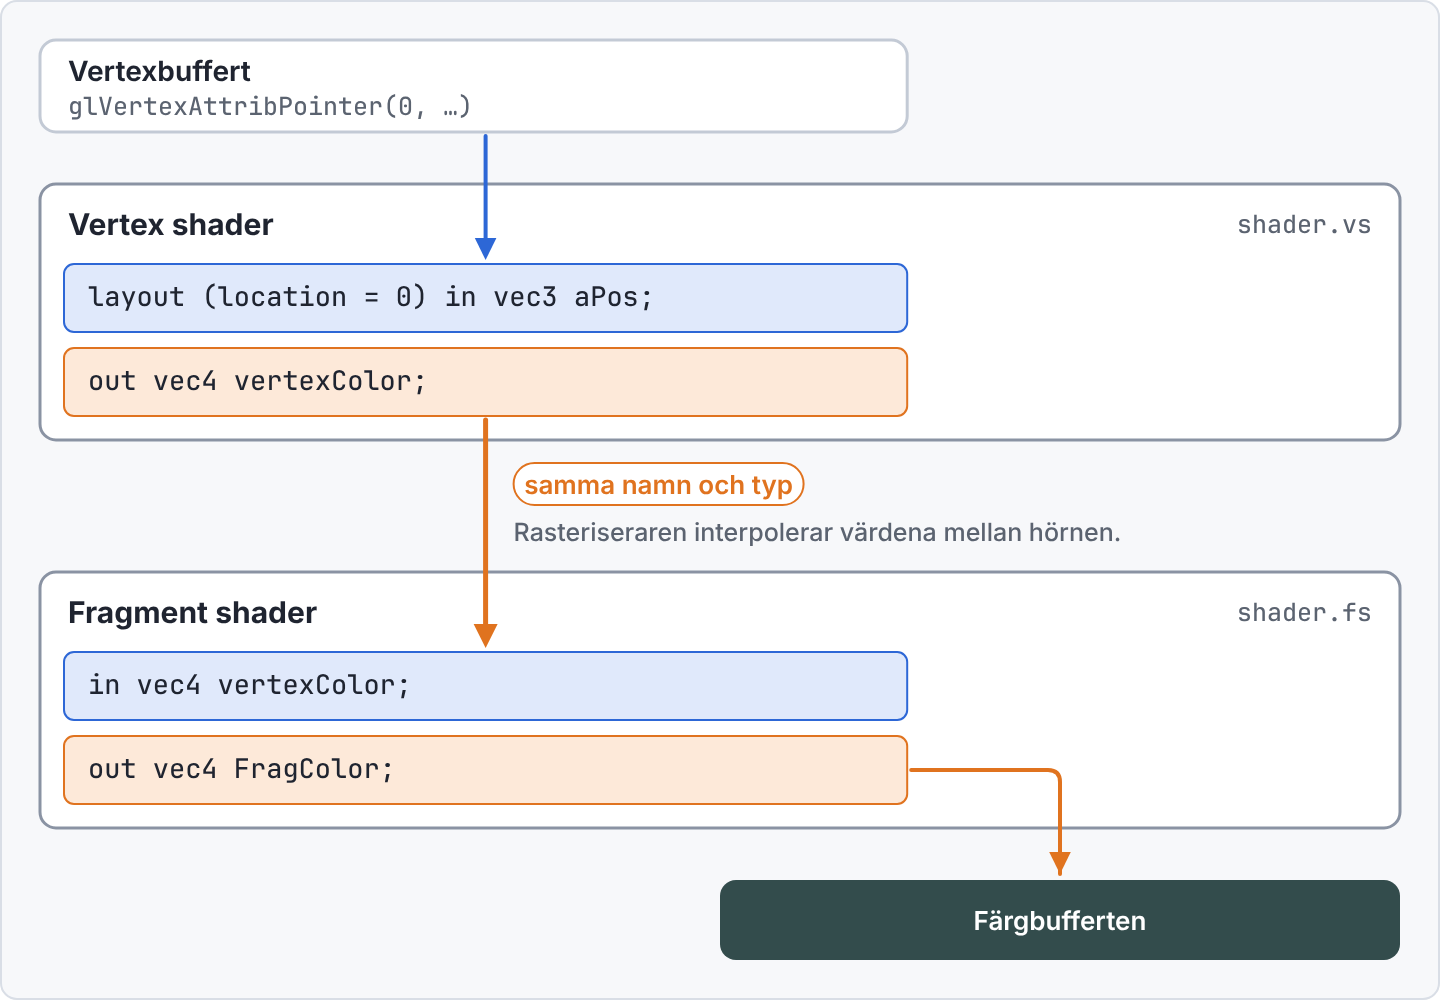 Vertexbuffert
glVertexAttribPointer(0, …)
Vertex shader
shader.vs
layout (location = 0) in vec3 aPos;
out vec4 vertexColor;
samma namn och typ
Rasteriseraren interpolerar värdena mellan hörnen.
Fragment shader
shader.fs
in vec4 vertexColor;
out vec4 FragColor;
Färgbufferten